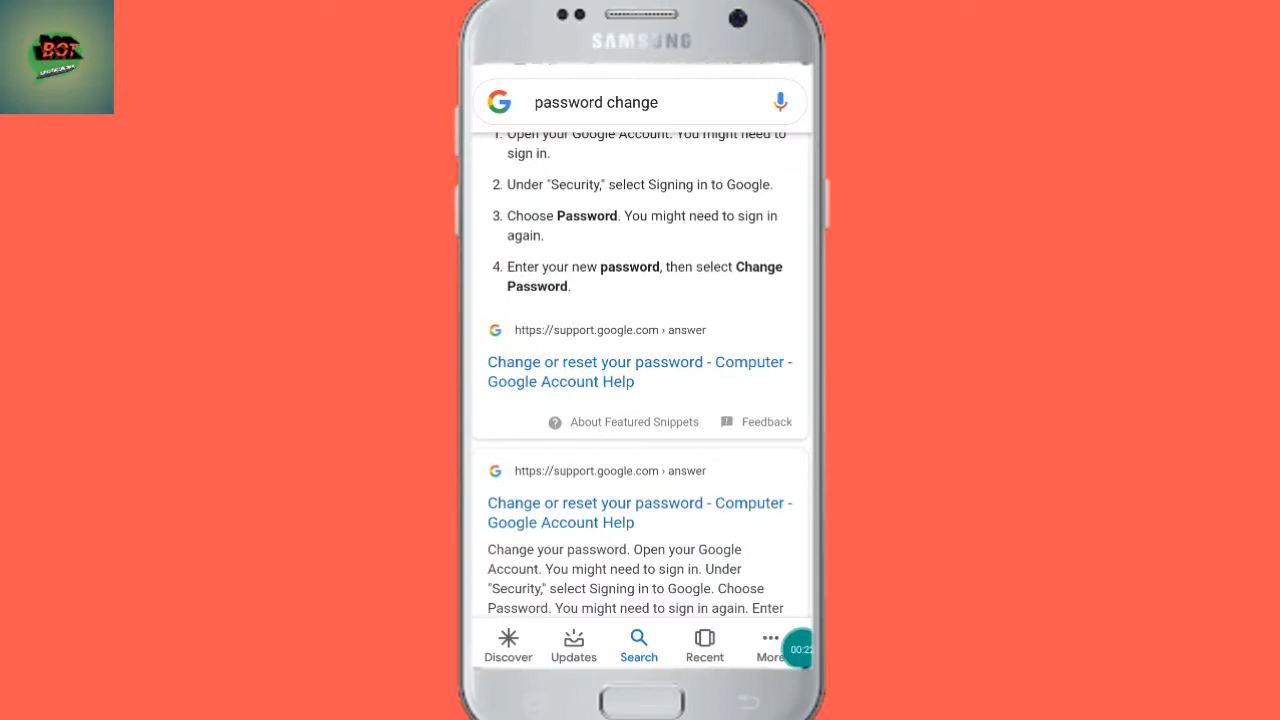 BOT
SAMSUNG
password change
1. Open your Google Account. You might need to
sign in.
2. Under "Security," select Signing in to Google.
3. Choose Password. You might need to sign in
again.
4. Enter your new password, then select Change
Password.
https://support.google.com › answer
Change or reset your password - Computer -
Google Account Help
About Featured Snippets
Feedback
https://support.google.com › answer
Change or reset your password - Computer -
Google Account Help
Change your password. Open your Google
Account. You might need to sign in. Under
"Security," select Signing in to Google. Choose
Password. You might need to sign in again. Enter
Discover
Updates
Search
Recent
More
00:22